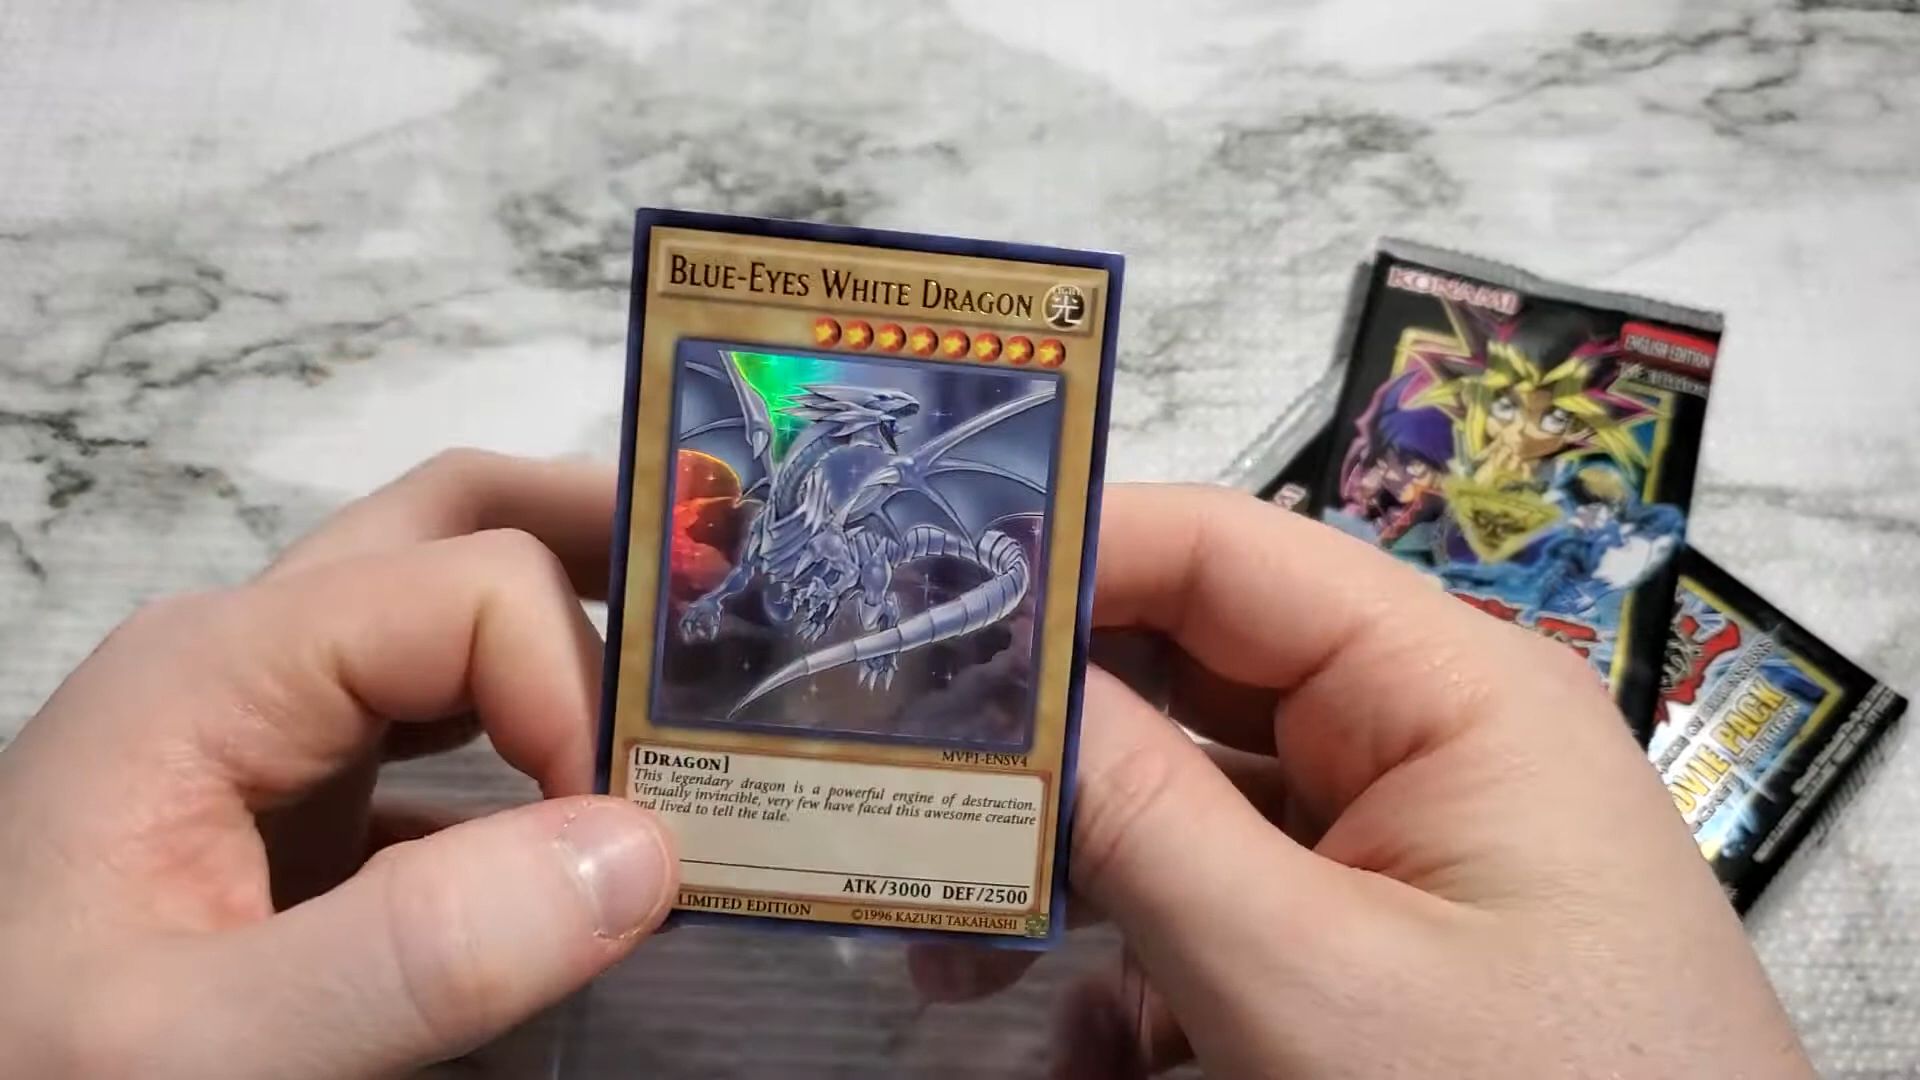 BLUE-EYES WHITE DRAGON
LIGHT
光
MVP1-ENSV4
[DRAGON]
This legendary dragon is a powerful engine of destruction.
Virtually invincible, very few have faced this awesome creature
and lived to tell the tale.
ATK/3000 DEF/2500
LIMITED EDITION
©1996 KAZUKI TAKAHASHI
KONAMI
ENGLISH EDITION
MOVIE PACK